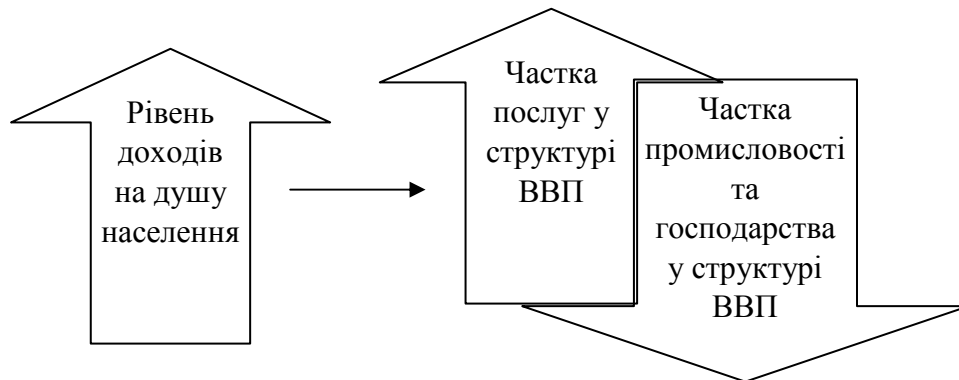 Рівень
доходів
на душу
населення
Частка
послуг у
структурі
ВВП
Частка
промисловості
та
господарства
у структурі
ВВП